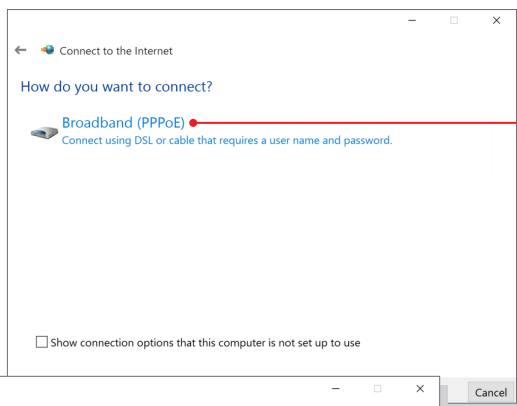 Connect to the Internet
How do you want to connect?
Broadband (PPPoE)
Connect using DSL or cable that requires a user name and password.
Show connection options that this computer is not set up to use
Cancel